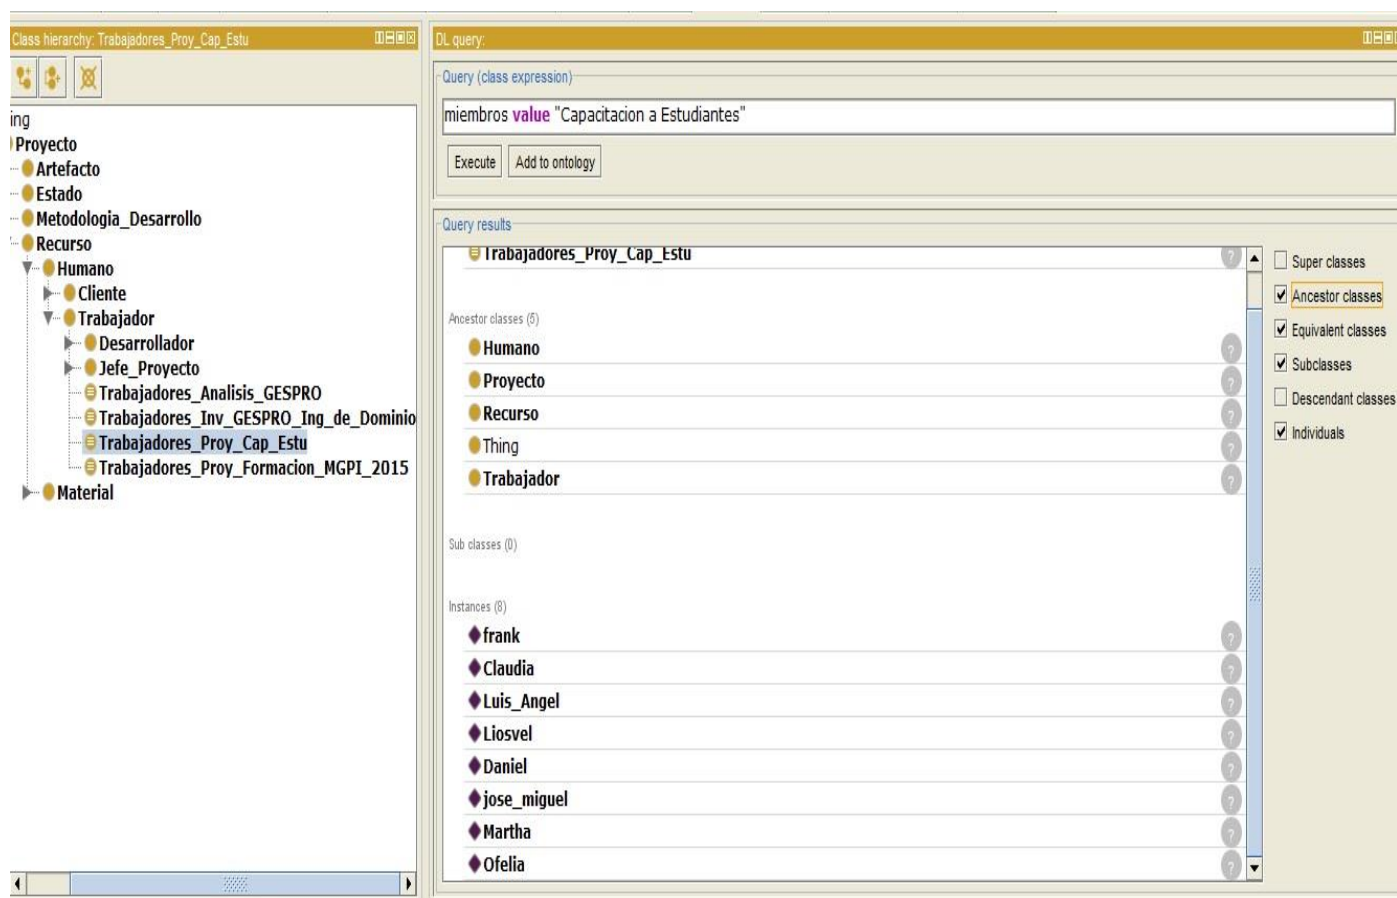 Class hierarchy: Trabajadores_Proy_Cap_Estu
ing
Proyecto
Artefacto
Estado
Metodologia_Desarrollo
Recurso
Humano
Cliente
Trabajador
Desarrollador
Jefe_Proyecto
Trabajadores_Analisis_GESPRO
Trabajadores_Inv_GESPRO_Ing_de_Dominio
Trabajadores_Proy_Cap_Estu
Trabajadores_Proy_Formacion_MGPI_2015
Material
DL query:
Query (class expression)
miembros value "Capacitacion a Estudiantes"
Execute Add to ontology
Query results
Trabajadores_Proy_Cap_Estu ?
Ancestor classes (5)
Humano ?
Proyecto ?
Recurso ?
Thing ?
Trabajador ?
Sub classes (0)
Instances (8)
frank ?
Claudia ?
Luis_Angel ?
Liosvel ?
Daniel ?
jose_miguel ?
Martha ?
Ofelia ?
Super classes
Ancestor classes
Equivalent classes
Subclasses
Descendant classes
Individuals